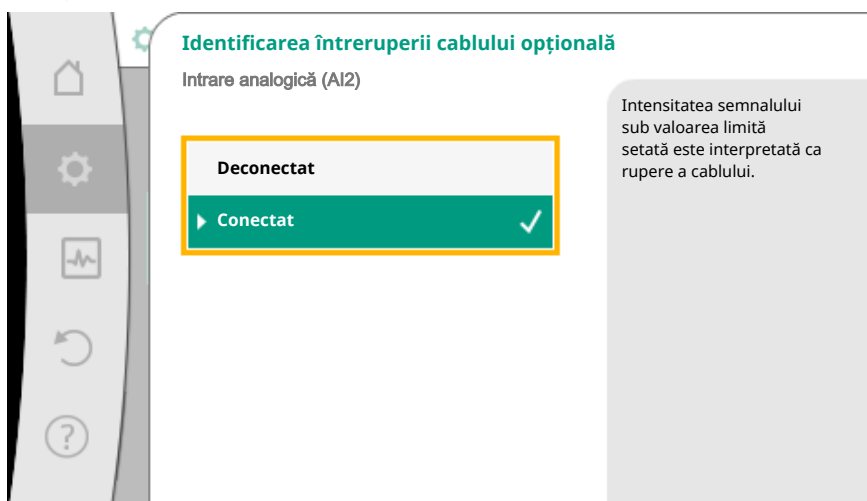 Identificarea întreruperii cablului opțională
Intrare analogică (AI2)
Deconectat
Conectat
Intensitatea semnalului
sub valoarea limită
setată este interpretată ca
rupere a cablului.